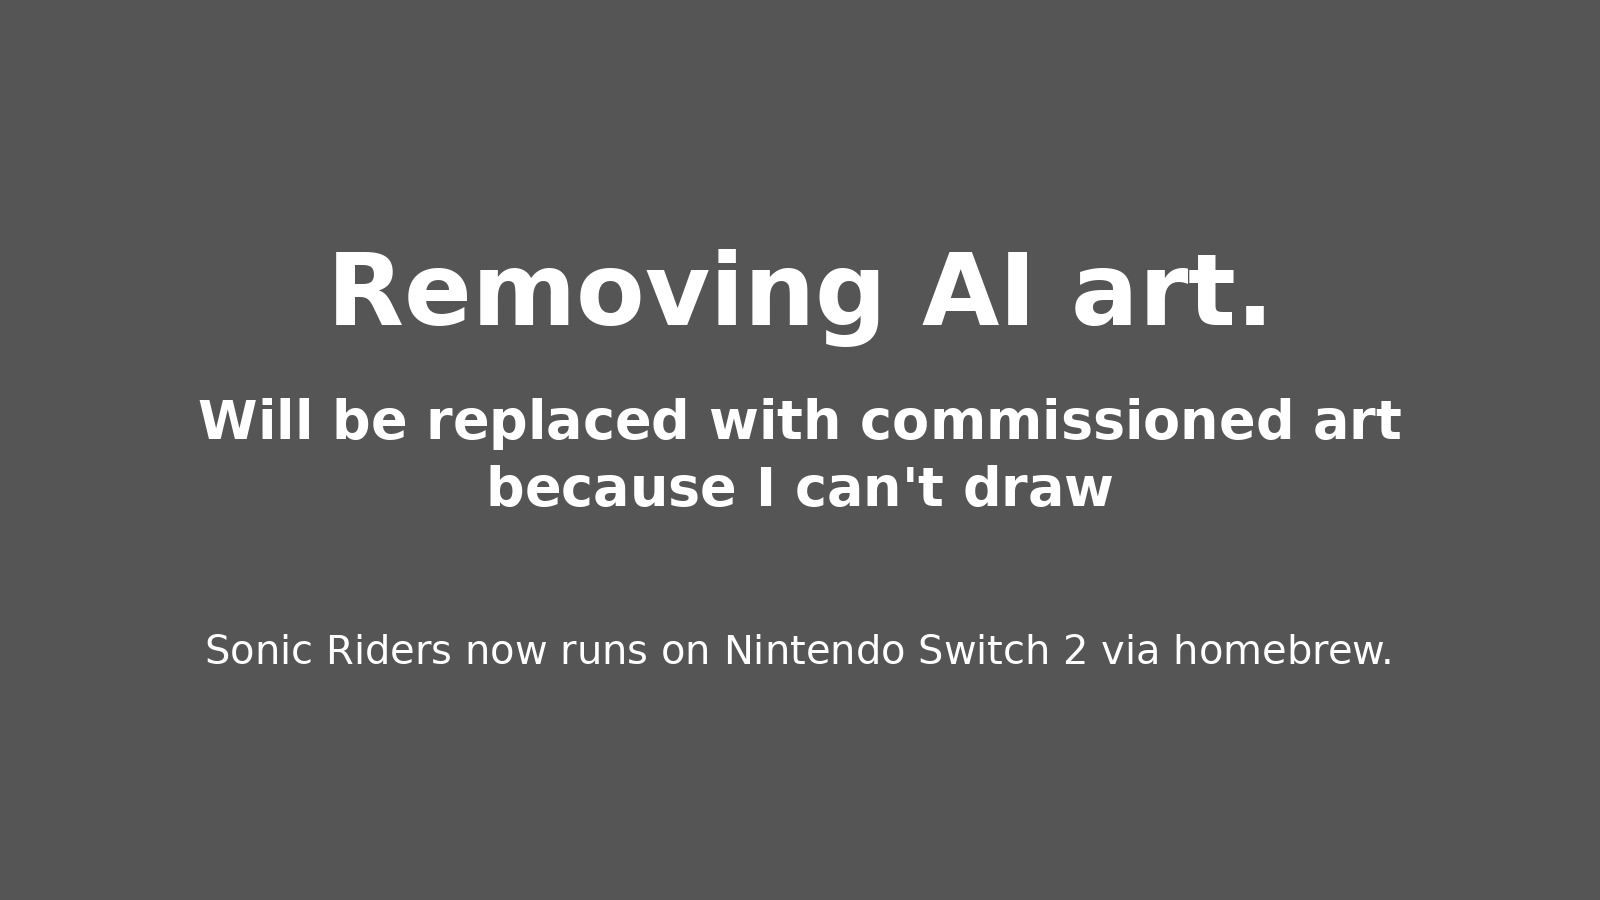 Removing AI art.
Will be replaced with commissioned art
because I can't draw
Sonic Riders now runs on Nintendo Switch 2 via homebrew.